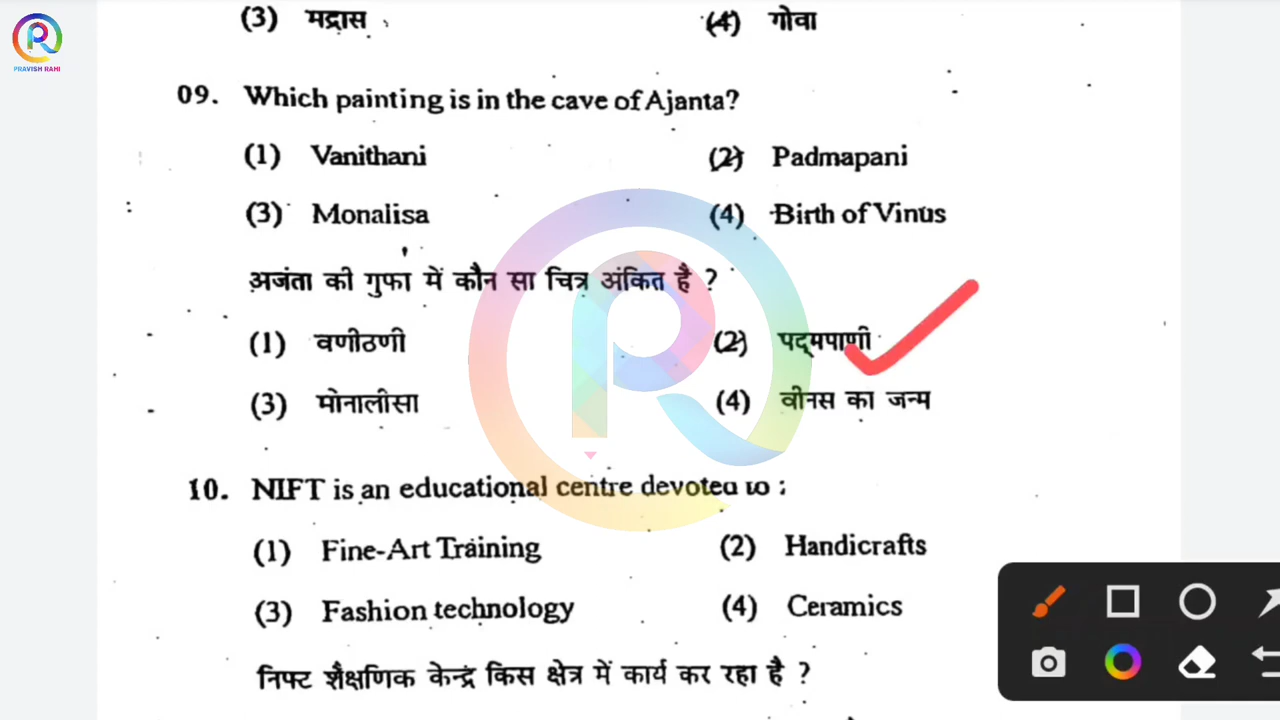 (3) मद्रास (4) गोवा
PRAVISH RAHI
09. Which painting is in the cave of Ajanta?
(1) Vanithani (2) Padmapani
(3) Monalisa (4) Birth of Vinus
अजंता की गुफा में कौन सा चित्र अंकित है ?
(1) वणीठणी (2) पद्मपाणी
(3) मोनालीसा (4) वीनस का जन्म
10. NIFT is an educational centre devoted to :
(1) Fine-Art Training (2) Handicrafts
(3) Fashion technology (4) Ceramics
निफ्ट शैक्षणिक केन्द्र किस क्षेत्र में कार्य कर रहा है ?